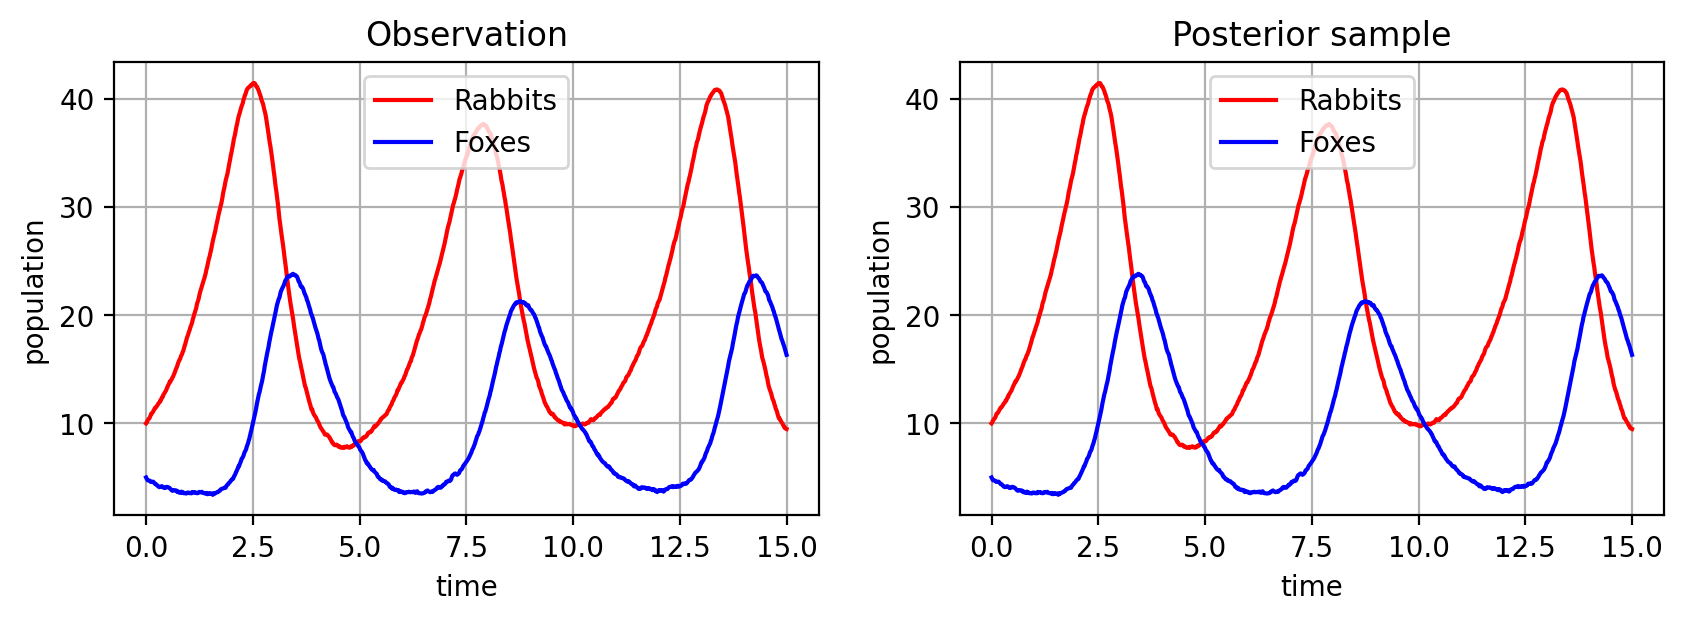 Observation
Rabbits
Foxes
40
30
20
10
population
0.0 2.5 5.0 7.5 10.0 12.5 15.0
time
Posterior sample
Rabbits
Foxes
40
30
20
10
population
0.0 2.5 5.0 7.5 10.0 12.5 15.0
time